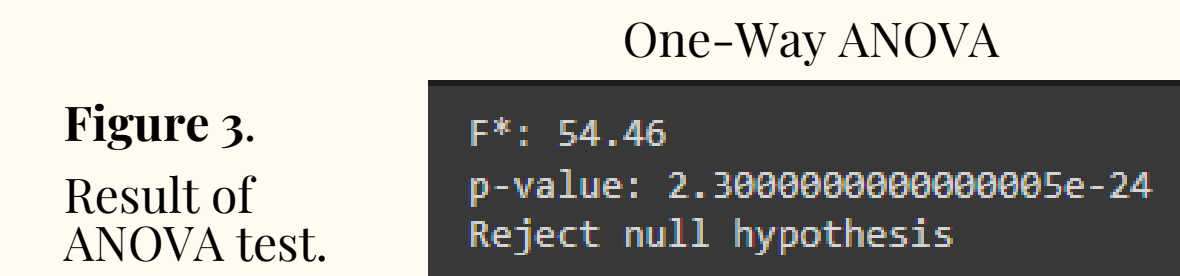 One-Way ANOVA
Figure 3.
Result of
ANOVA test.
F*: 54.46
p-value: 2.3000000000000005e-24
Reject null hypothesis